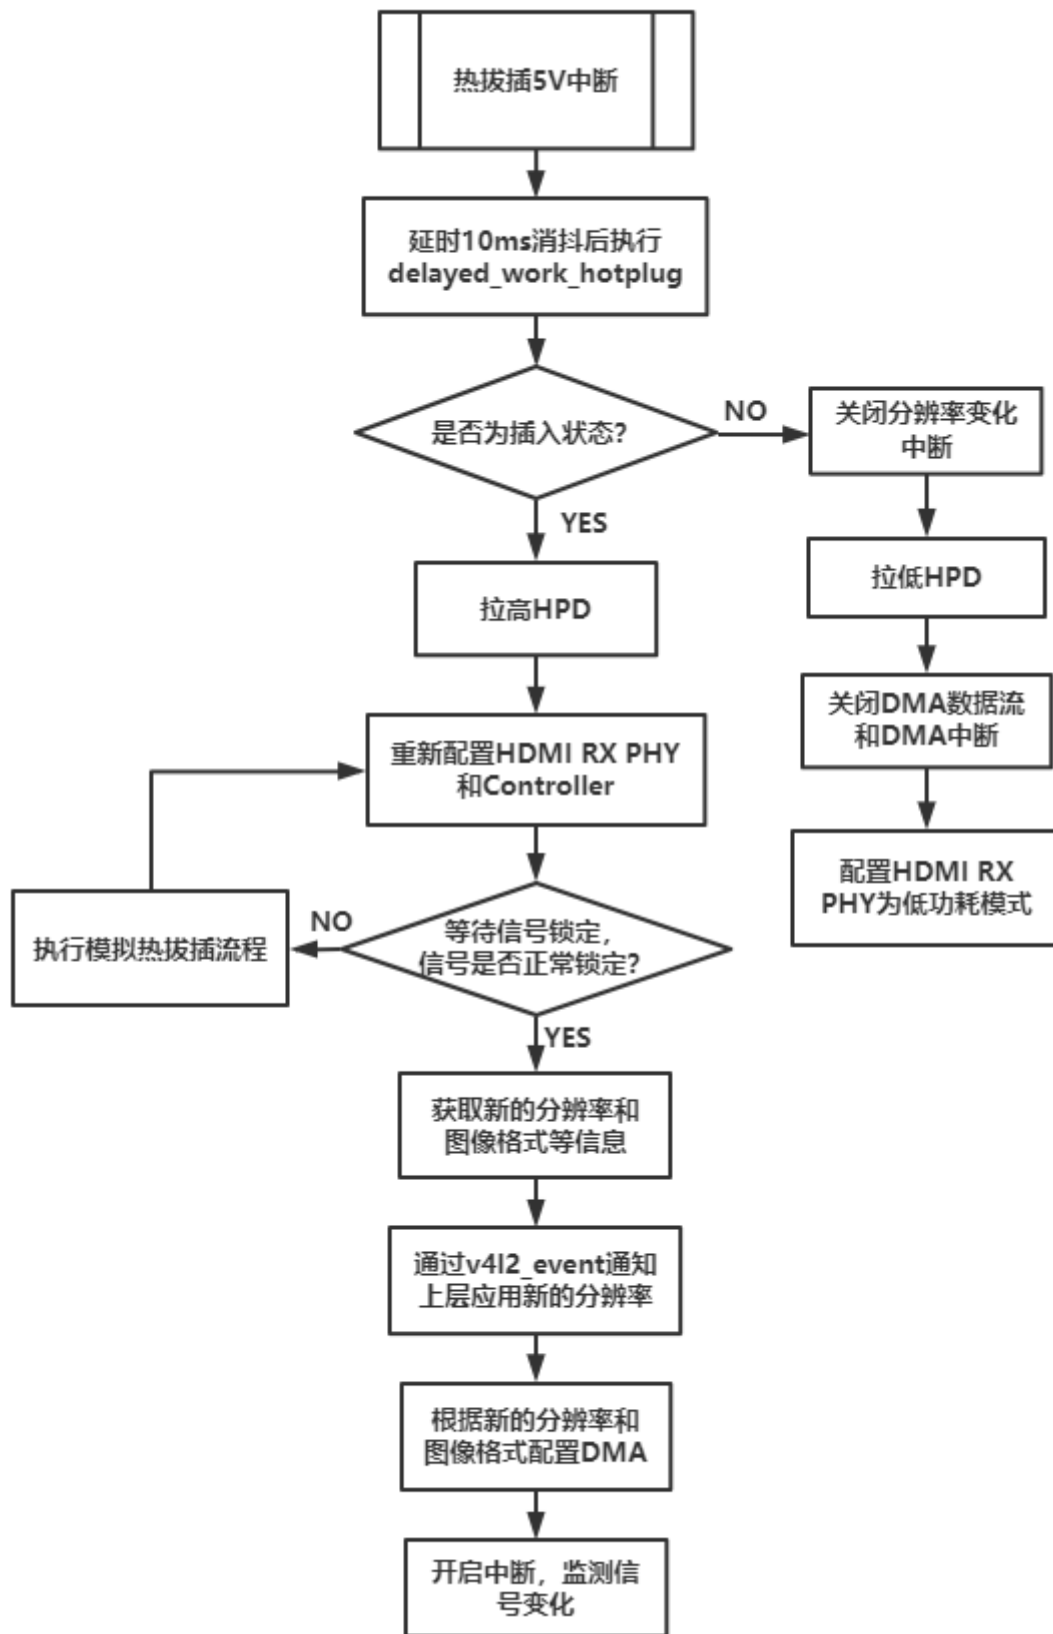 热拔插5V中断
延时10ms消抖后执行
delayed_work_hotplug
是否为插入状态?
NO
关闭分辨率变化
中断
YES
拉低HPD
拉高HPD
关闭DMA数据流
和DMA中断
重新配置HDMI RX PHY
和Controller
配置HDMI RX
PHY为低功耗模式
NO
等待信号锁定，
信号是否正常锁定?
执行模拟热拔插流程
YES
获取新的分辨率和
图像格式等信息
通过v4l2_event通知
上层应用新的分辨率
根据新的分辨率和
图像格式配置DMA
开启中断，监测信
号变化